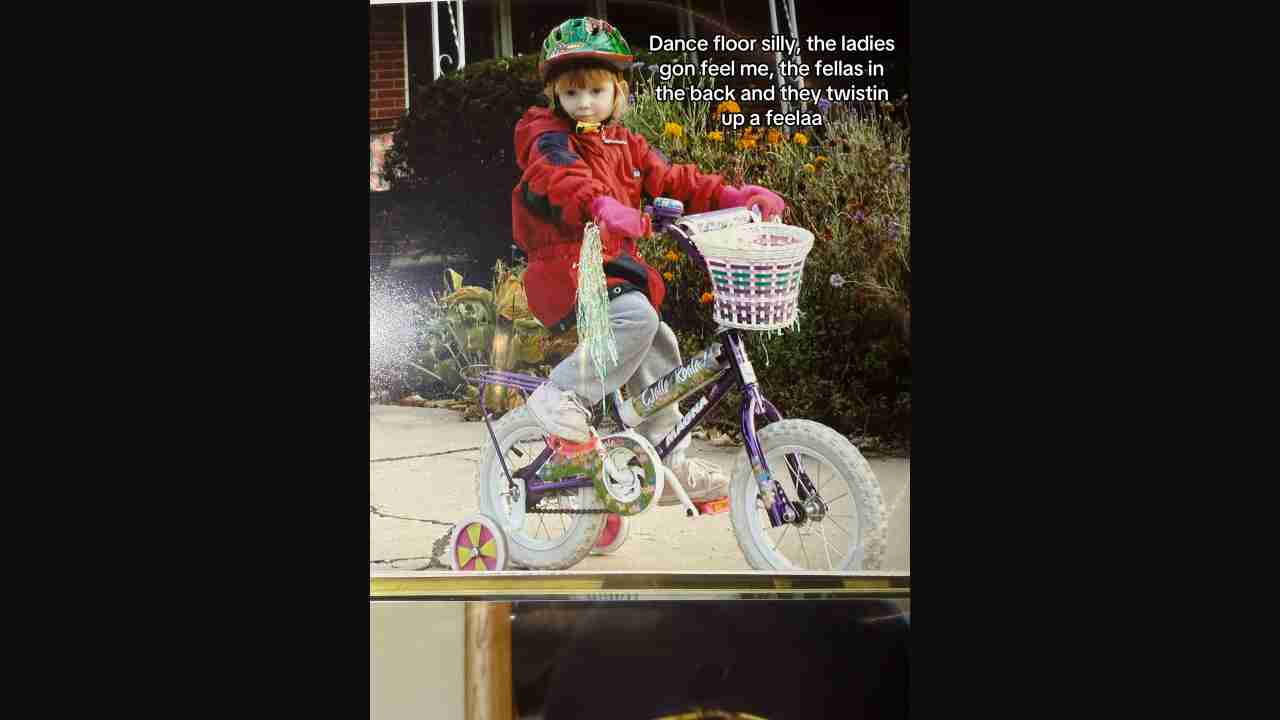 Dance floor silly, the ladies
gon feel me, the fellas in
the back and they twistin
up a feelaa